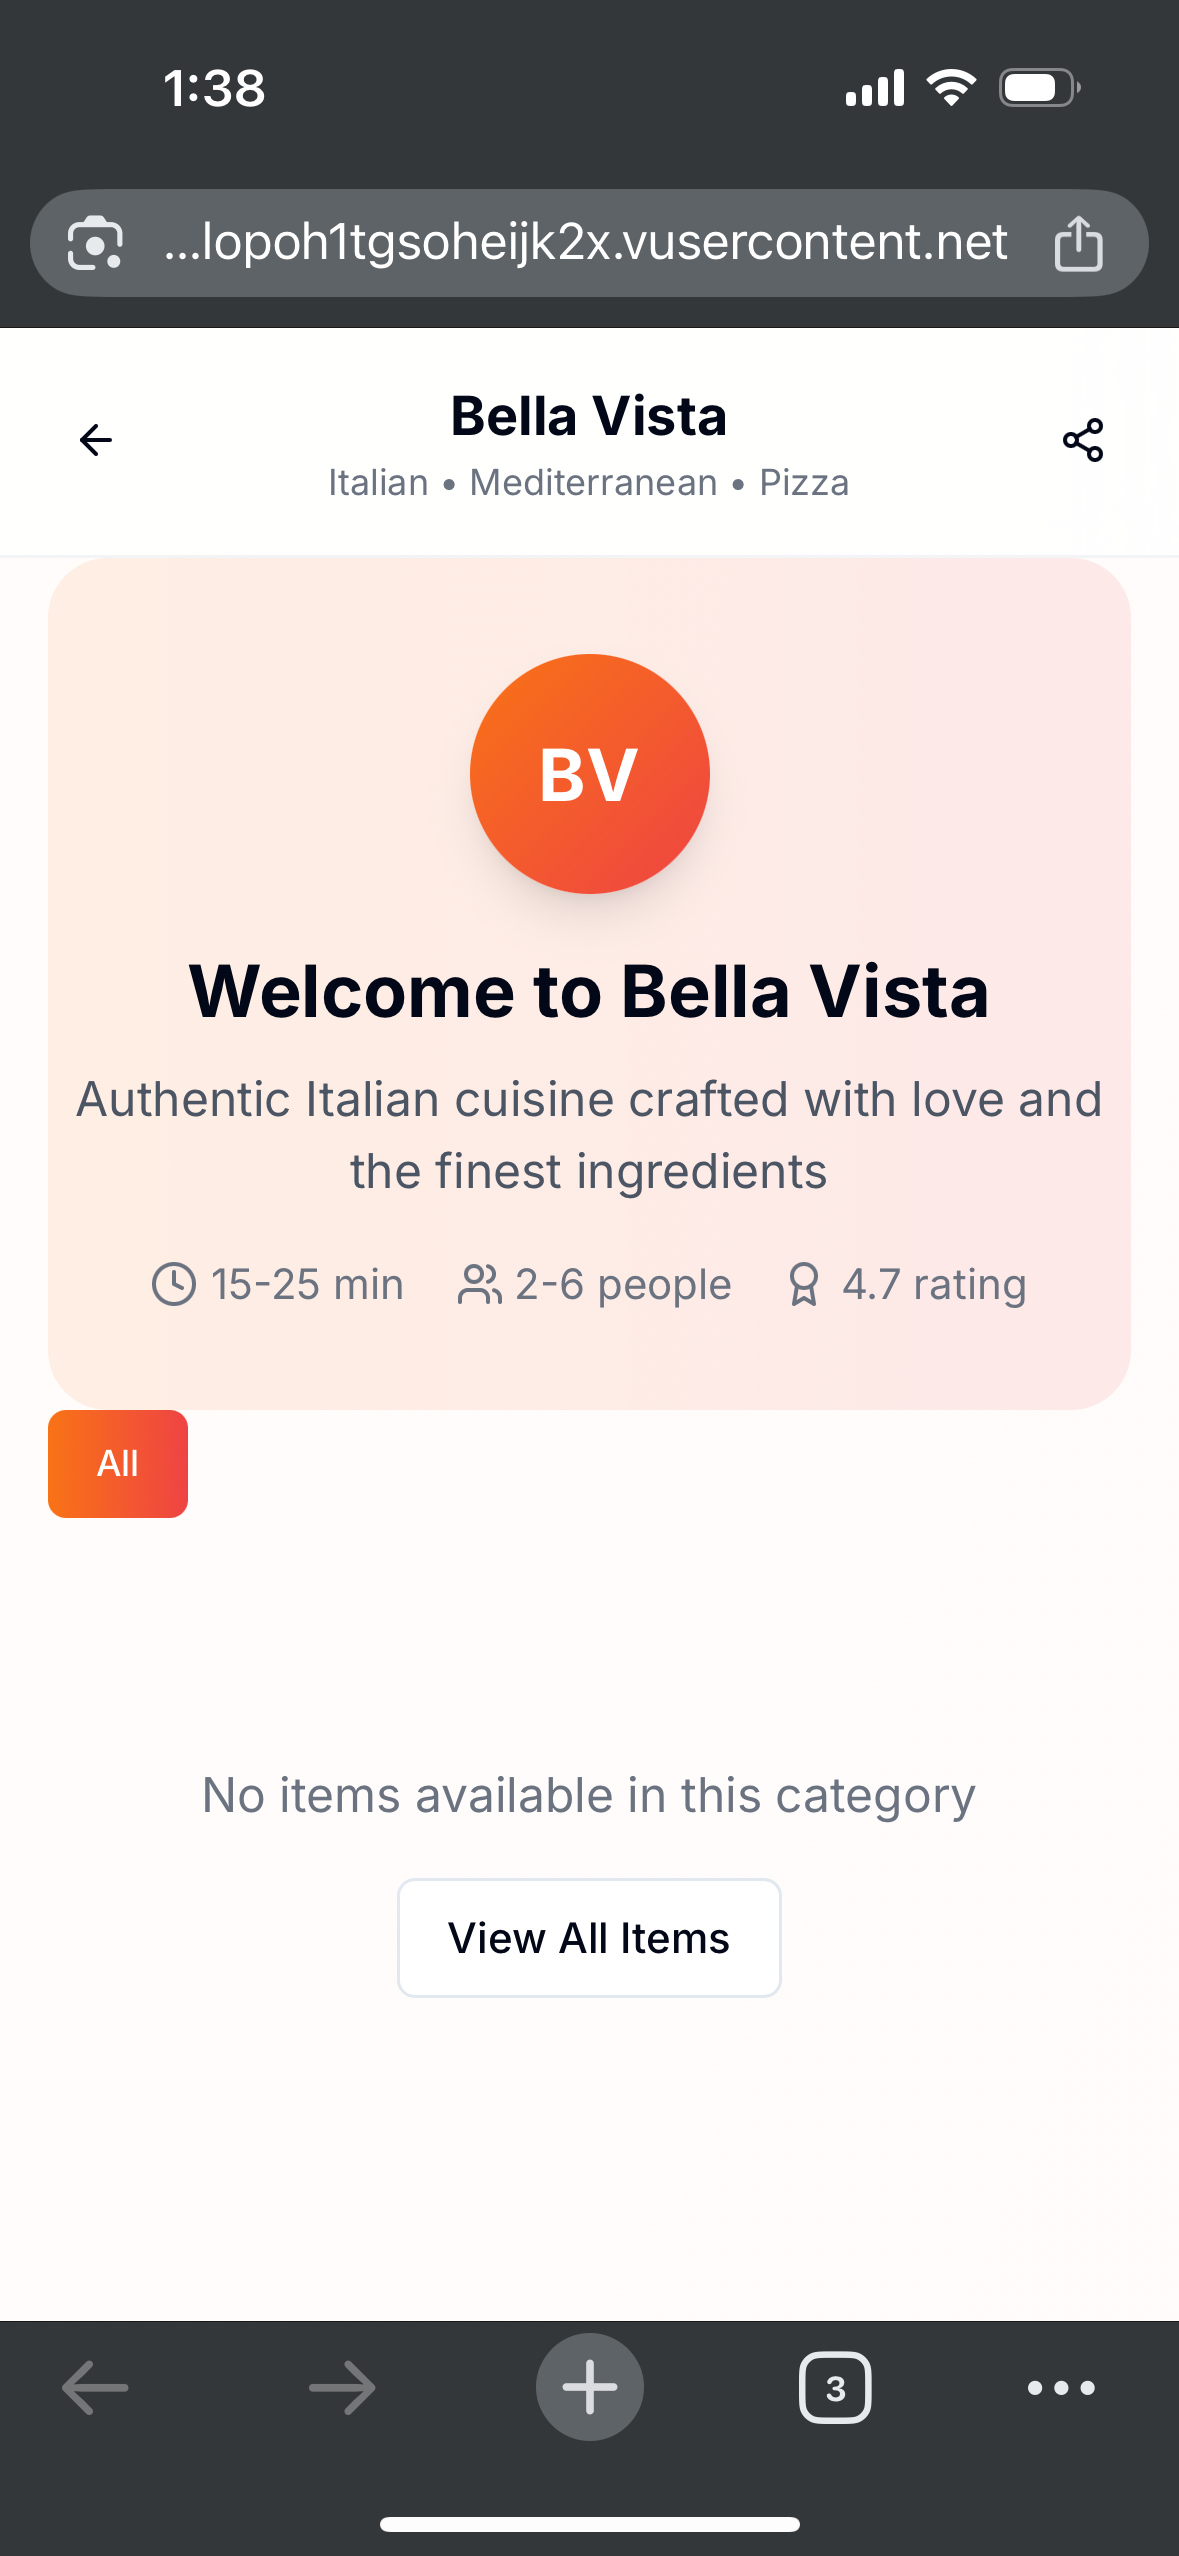 1:38
...lopoh1tgsoheijk2x.vusercontent.net
Bella Vista
Italian • Mediterranean • Pizza
BV
Welcome to Bella Vista
Authentic Italian cuisine crafted with love and
the finest ingredients
15-25 min 2-6 people 4.7 rating
All
No items available in this category
View All Items
3